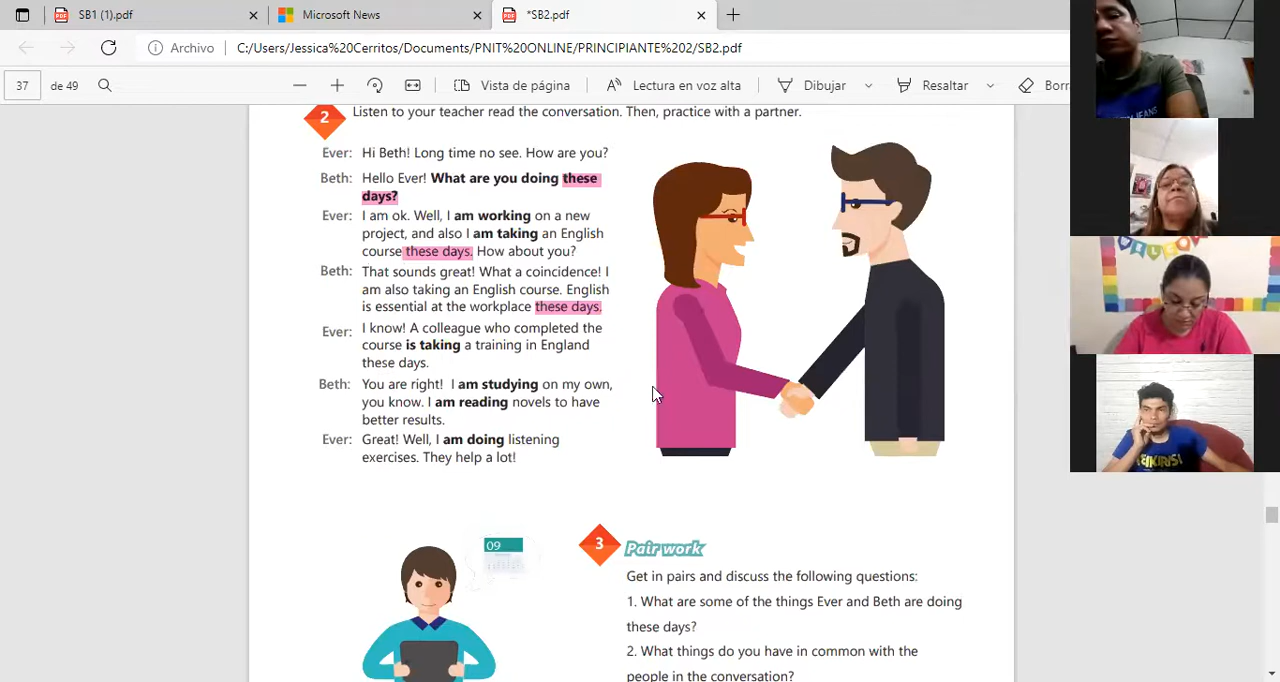 SB1 (1).pdf
Microsoft News
*SB2.pdf
Archivo
C:/Users/Jessica%20Cerritos/Documents/PNIT%20ONLINE/PRINCIPIANTE%202/SB2.pdf
37 de 49
Vista de página
Lectura en voz alta
Dibujar
Resaltar
Bor
2
Listen to your teacher read the conversation. Then, practice with a partner.
Ever: Hi Beth! Long time no see. How are you?
Beth: Hello Ever! What are you doing these
days?
Ever: I am ok. Well, I am working on a new
project, and also I am taking an English
course these days. How about you?
Beth: That sounds great! What a coincidence! I
am also taking an English course. English
is essential at the workplace these days.
Ever: I know! A colleague who completed the
course is taking a training in England
these days.
Beth: You are right! I am studying on my own,
you know. I am reading novels to have
better results.
Ever: Great! Well, I am doing listening
exercises. They help a lot!
09
3
Pair work
Get in pairs and discuss the following questions:
1. What are some of the things Ever and Beth are doing
these days?
2. What things do you have in common with the
people in the conversation?